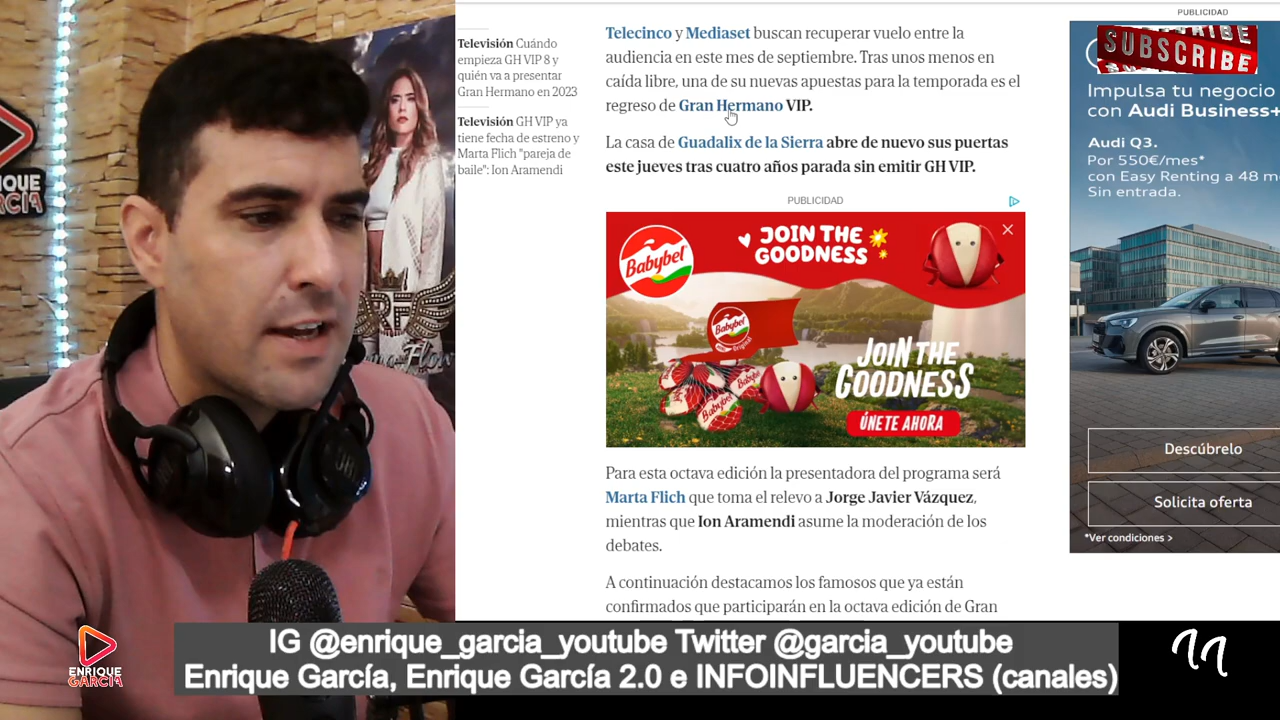 PUBLICIDAD
Televisión Cuándo
empieza GH VIP 8 y
quién va a presentar
Gran Hermano en 2023
Televisión GH VIP ya
tiene fecha de estreno y
Marta Flich "pareja de
baile": Ion Aramendi
Telecinco y Mediaset buscan recuperar vuelo entre la
audiencia en este mes de septiembre. Tras unos menos en
caída libre, una de su nuevas apuestas para la temporada es el
regreso de Gran Hermano VIP.
La casa de Guadalix de la Sierra abre de nuevo sus puertas
este jueves tras cuatro años parada sin emitir GH VIP.
PUBLICIDAD
Babybel
JOIN THE
GOODNESS
Babybel
Original
Babybel
JOIN THE
GOODNESS
ÚNETE AHORA
Para esta octava edición la presentadora del programa será
Marta Flich que toma el relevo a Jorge Javier Vázquez,
mientras que Ion Aramendi asume la moderación de los
debates.
A continuación destacamos los famosos que ya están
confirmados que participarán en la octava edición de Gran
SUBSCRIBE
Impulsa tu negocio
con Audi Business+
Audi Q3.
Por 550€/mes*
con Easy Renting a 48 m
Sin entrada.
Descúbrelo
Solicita oferta
*Ver condiciones >
IG @enrique_garcia_youtube Twitter @garcia_youtube
Enrique García, Enrique García 2.0 e INFOINFLUENCERS (canales)
ENRIQUE
GARCIA